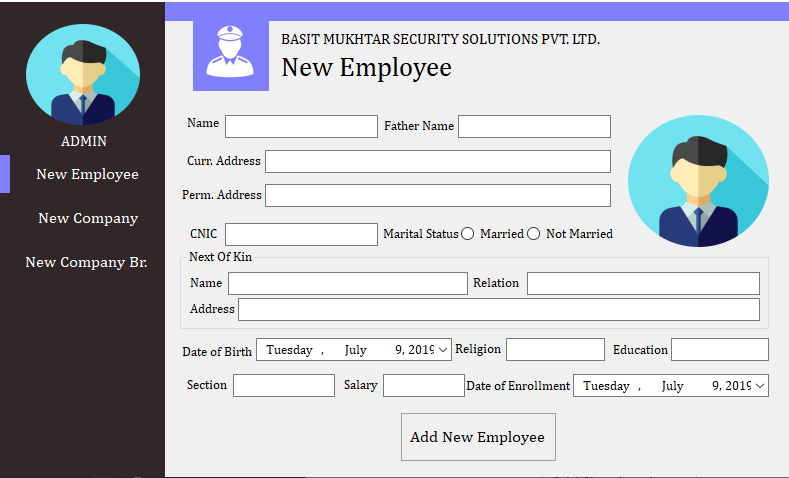 BASIT MUKHTAR SECURITY SOLUTIONS PVT. LTD.
New Employee
ADMIN
New Employee
New Company
New Company Br.
Name Father Name
Curr. Address
Perm. Address
CNIC Marital Status Married Not Married
Next Of Kin
Name Relation
Address
Date of Birth Tuesday , July 9, 2019 Religion Education
Section Salary Date of Enrollment Tuesday , July 9, 2019
Add New Employee